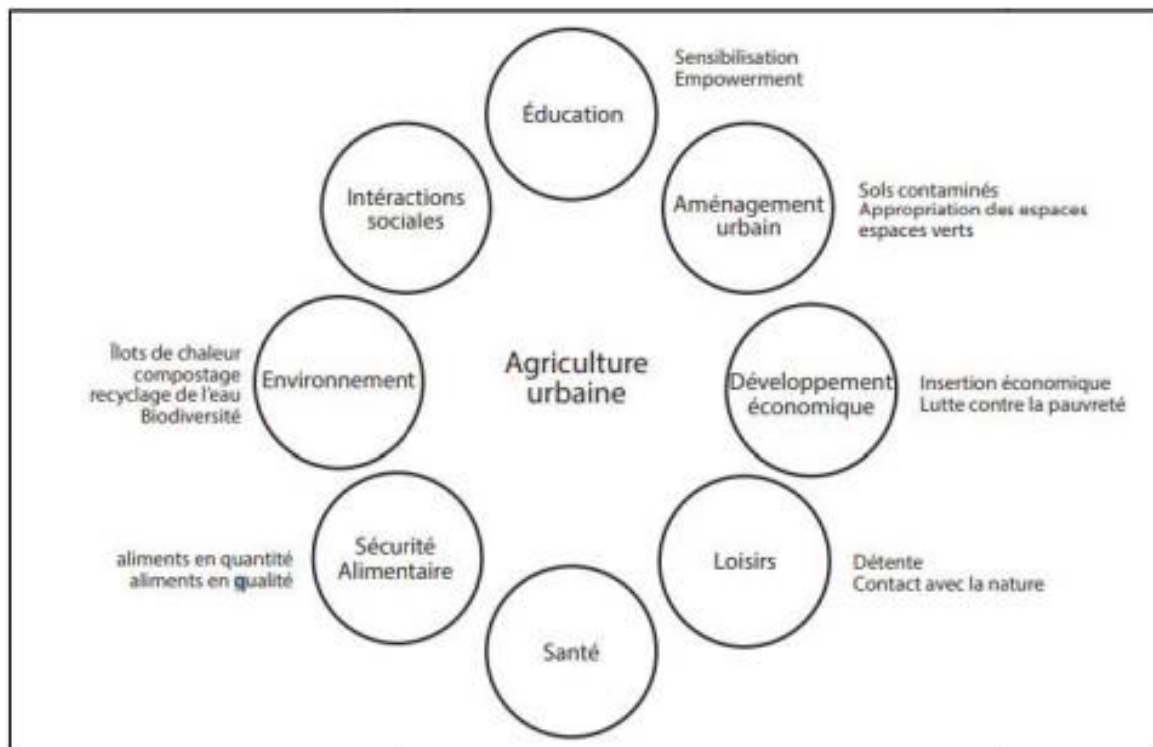 Éducation
Sensibilisation
Empowerment
Intéractions
sociales
Aménagement
urbain
Sols contaminés
Appropriation des espaces
espaces verts
Îlots de chaleur
compostage
recyclage de l'eau
Biodiversité
Environnement
Agriculture
urbaine
Développement
économique
Insertion économique
Lutte contre la pauvreté
aliments en quantité
aliments en qualité
Sécurité
Alimentaire
Loisirs
Détente
Contact avec la nature
Santé